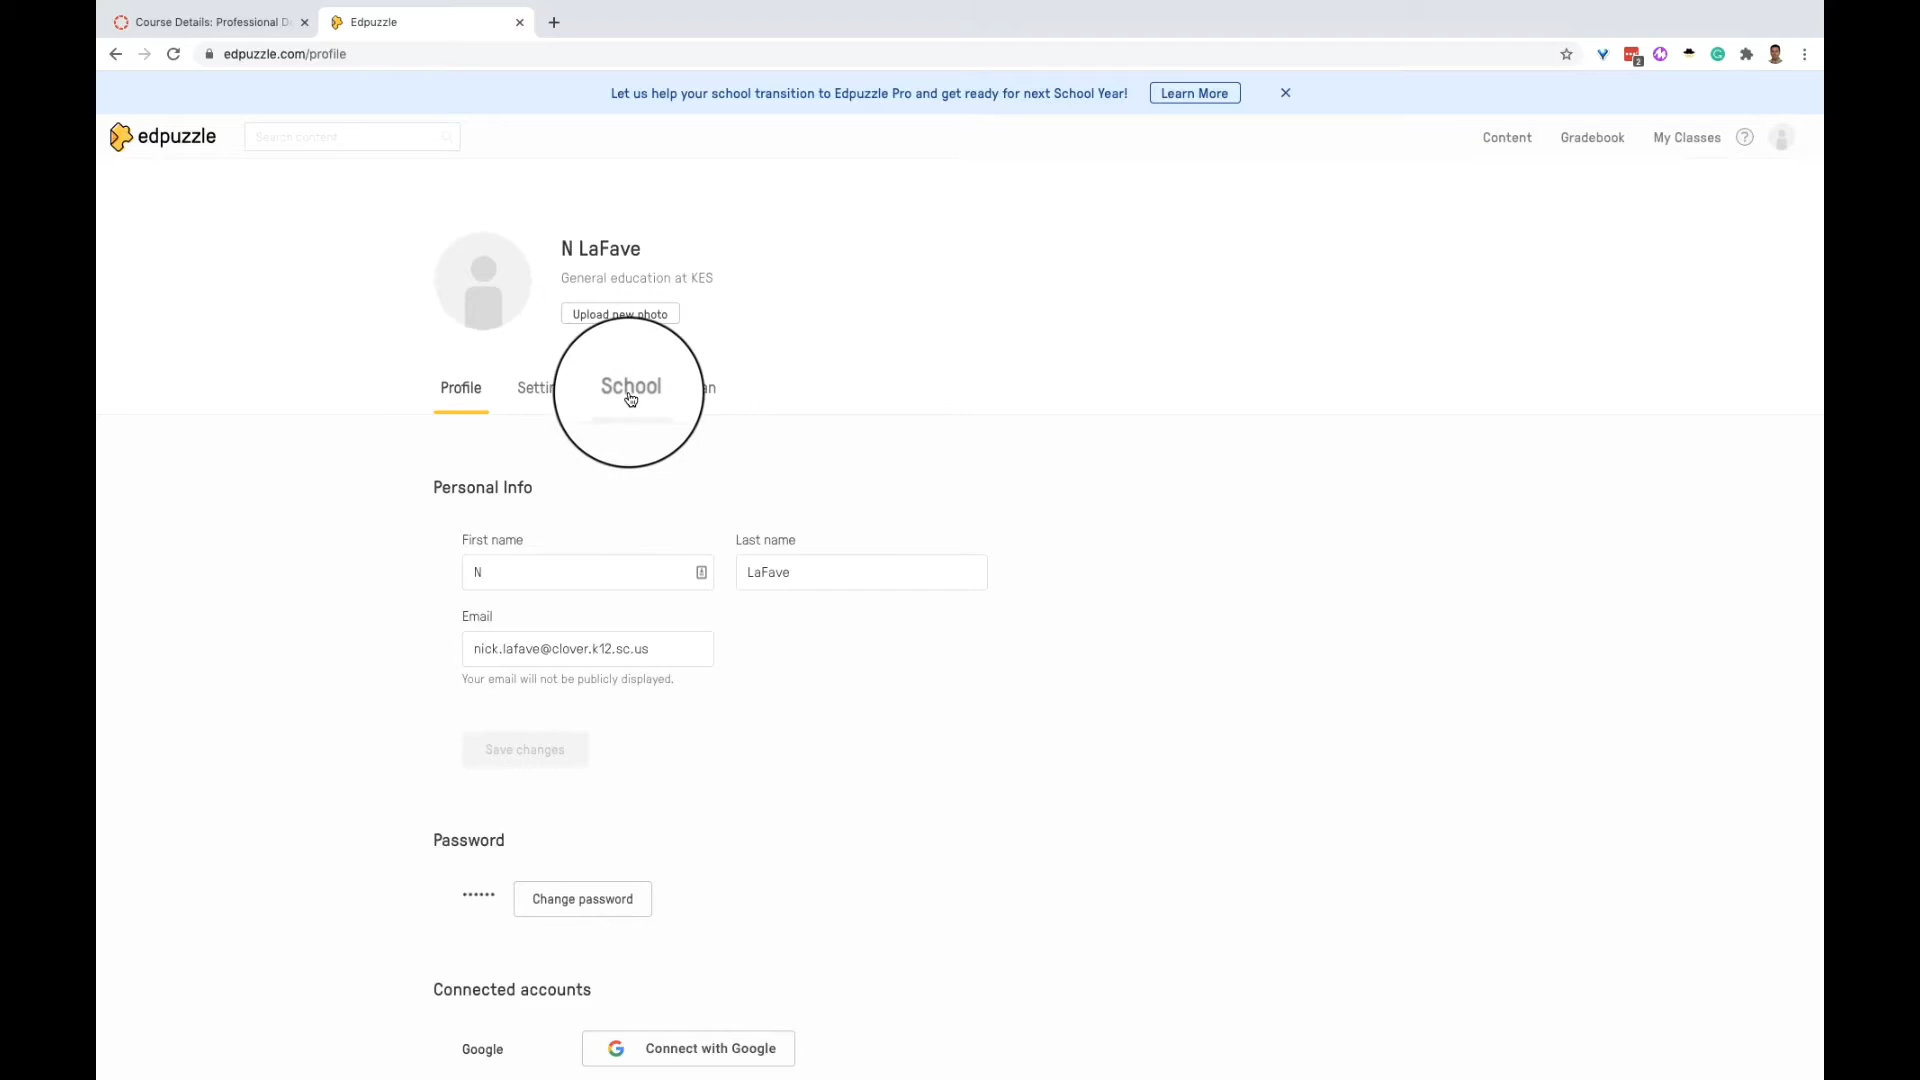 Course Details: Professional D
Edpuzzle
edpuzzle.com/profile
2
Let us help your school transition to Edpuzzle Pro and get ready for next School Year!
Learn More
edpuzzle
Search content
Content
Gradebook
My Classes
?
N LaFave
General education at KES
Upload new photo
Profile
School
Personal Info
First name
Last name
N
LaFave
Email
nick.lafave@clover.k12.sc.us
Your email will not be publicly displayed.
Save changes
Password
••••••
Change password
Connected accounts
Google
Connect with Google